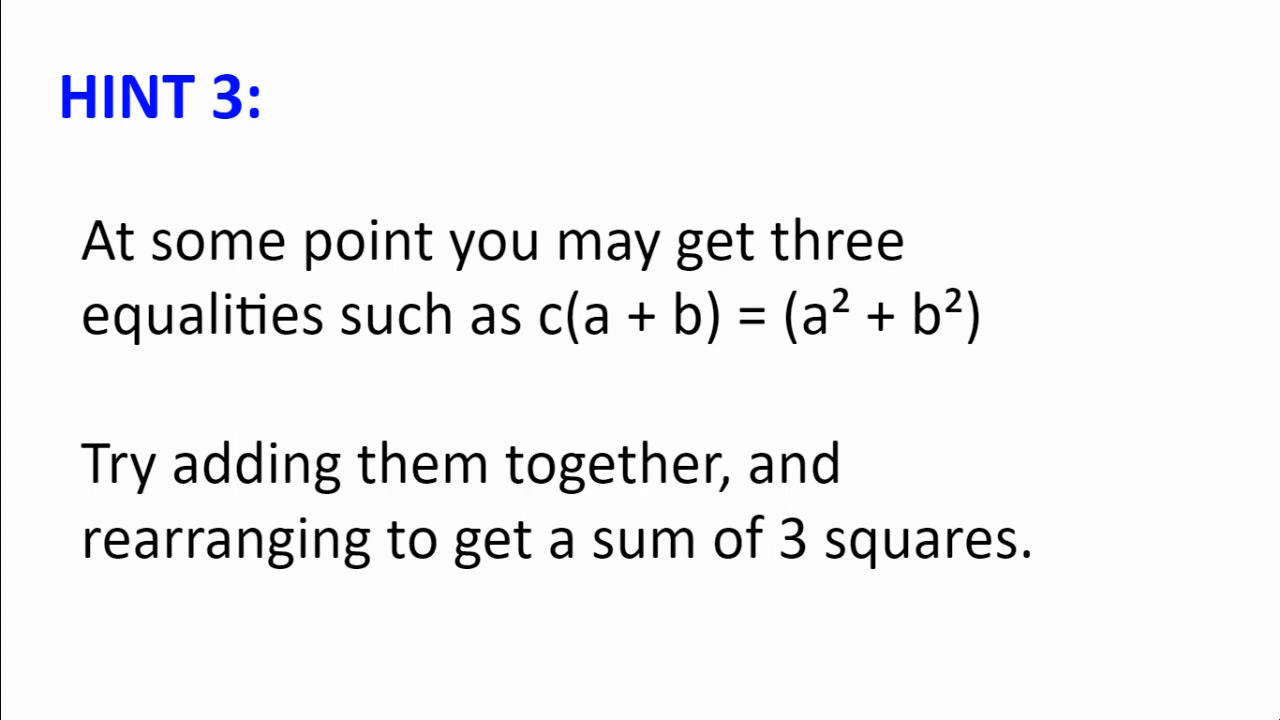 HINT 3:
At some point you may get three
equalities such as c(a + b) = (a² + b²)
Try adding them together, and
rearranging to get a sum of 3 squares.